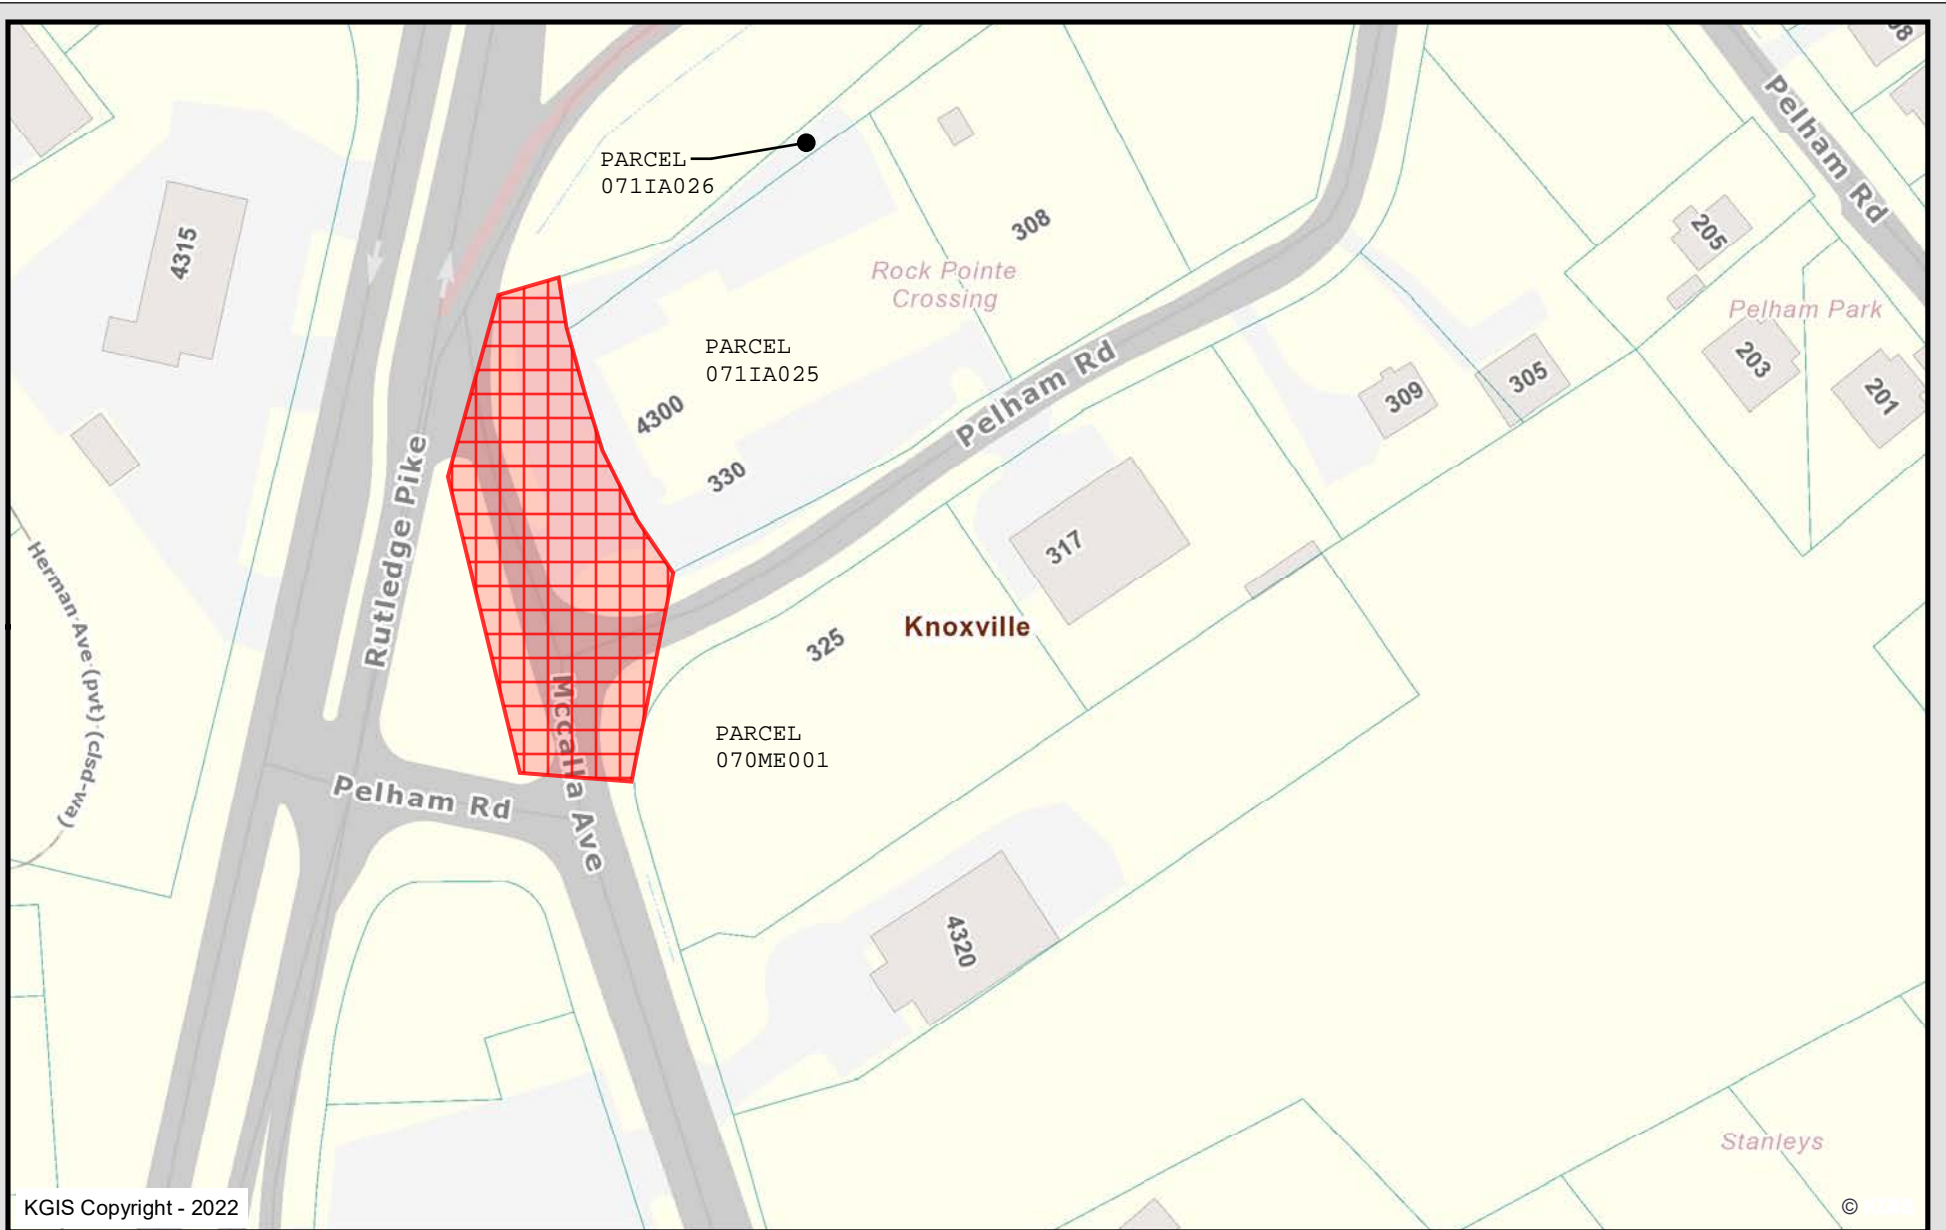 Pelham Rd
PARCEL
071IA026
4315
308
205
Rock Pointe
Crossing
Pelham Park
PARCEL
071IA025
203
201
4300
Pelham Rd
309
305
330
Rutledge Pike
317
Herman Ave (pvt) (clsd-wa)
325
Knoxville
Mccalla Ave
PARCEL
070ME001
Pelham Rd
4320
Stanleys
KGIS Copyright - 2022
©